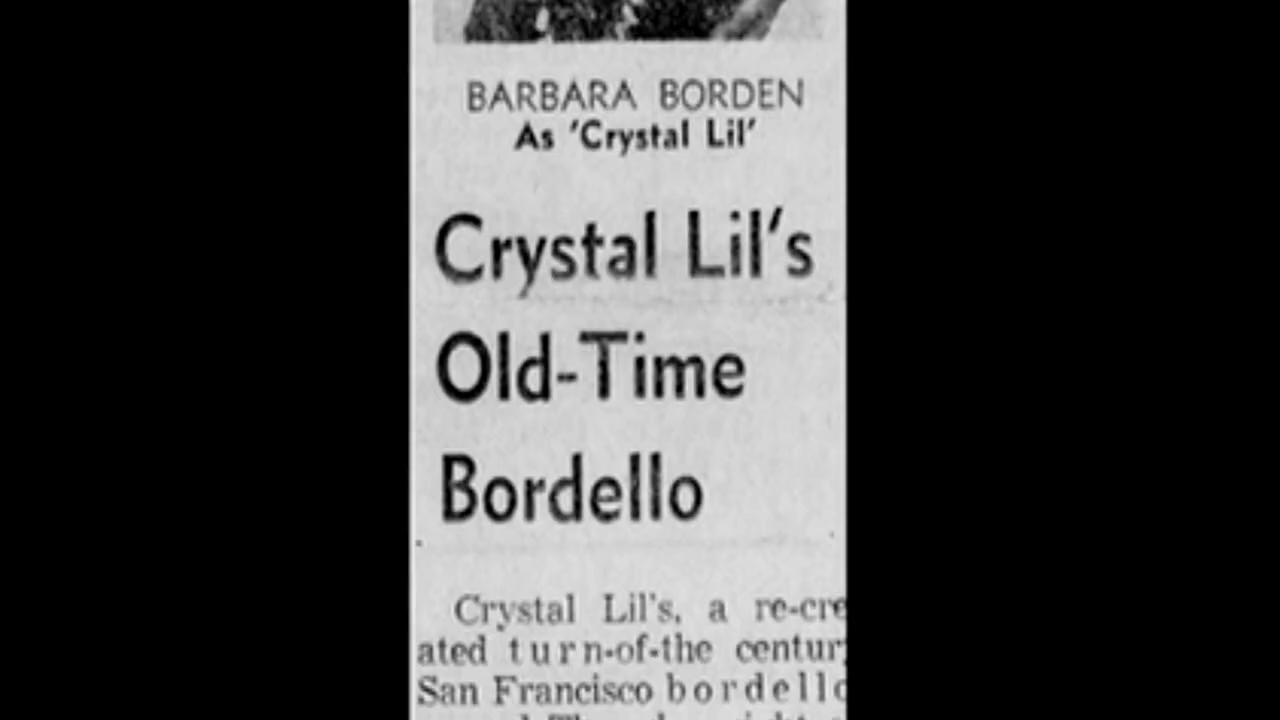 BARBARA BORDEN
As 'Crystal Lil'
Crystal Lil's
Old-Time
Bordello
Crystal Lil's, a re-cre
ated turn-of-the century
San Francisco bordello